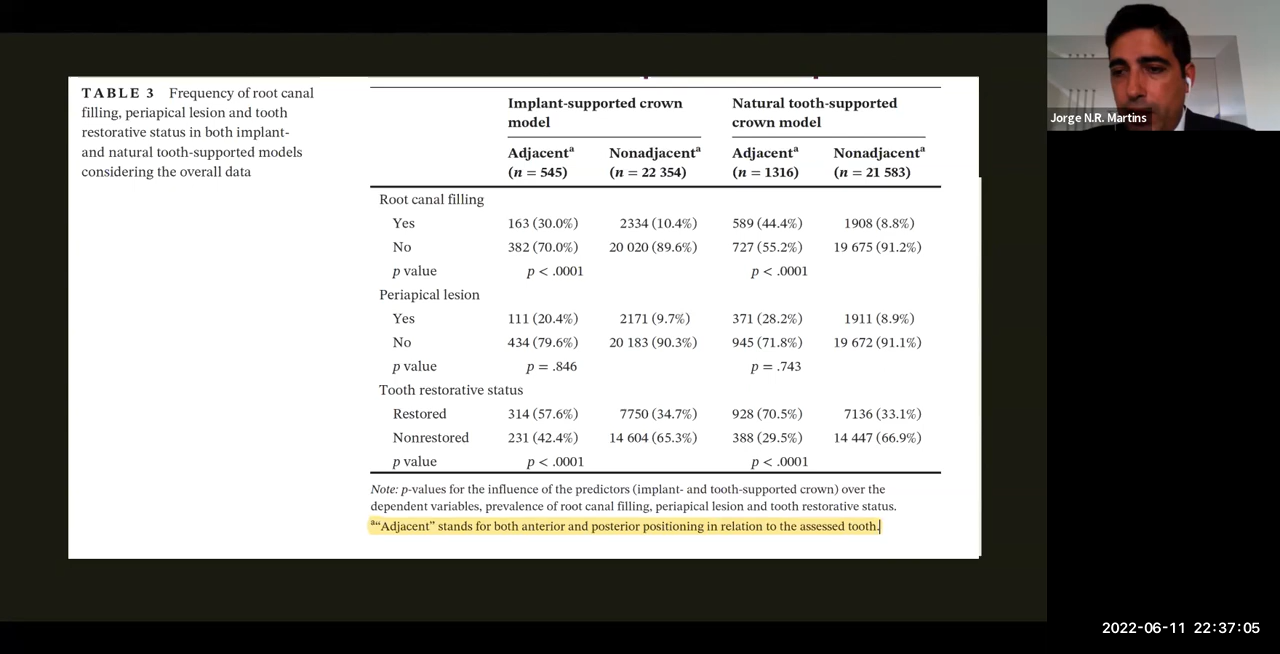 TABLE 3 Frequency of root canal
filling, periapical lesion and tooth
restorative status in both implant-
and natural tooth-supported models
considering the overall data
Implant-supported crown model Natural tooth-supported crown model
Adjacentᵃ (n = 545) Nonadjacentᵃ (n = 22 354) Adjacentᵃ (n = 1316) Nonadjacentᵃ (n = 21 583)
Root canal filling
Yes 163 (30.0%) 2334 (10.4%) 589 (44.4%) 1908 (8.8%)
No 382 (70.0%) 20 020 (89.6%) 727 (55.2%) 19 675 (91.2%)
p value p < .0001 p < .0001
Periapical lesion
Yes 111 (20.4%) 2171 (9.7%) 371 (28.2%) 1911 (8.9%)
No 434 (79.6%) 20 183 (90.3%) 945 (71.8%) 19 672 (91.1%)
p value p = .846 p = .743
Tooth restorative status
Restored 314 (57.6%) 7750 (34.7%) 928 (70.5%) 7136 (33.1%)
Nonrestored 231 (42.4%) 14 604 (65.3%) 388 (29.5%) 14 447 (66.9%)
p value p < .0001 p < .0001
Note: p-values for the influence of the predictors (implant- and tooth-supported crown) over the
dependent variables, prevalence of root canal filling, periapical lesion and tooth restorative status.
ᵃ“Adjacent” stands for both anterior and posterior positioning in relation to the assessed tooth.
Jorge N.R. Martins
2022-06-11 22:37:05